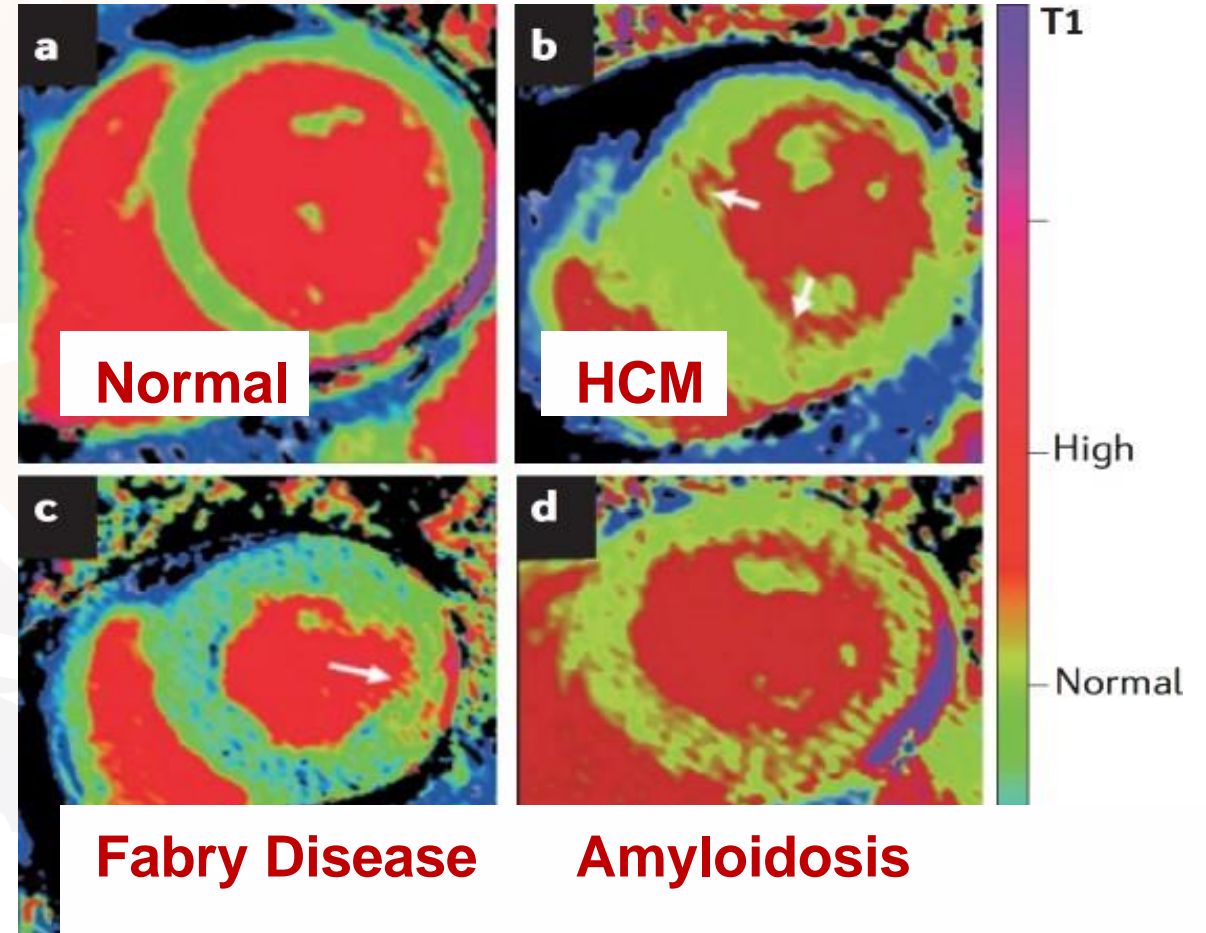 a
b
T1
Normal
HCM
High
c
d
Normal
Fabry Disease
Amyloidosis